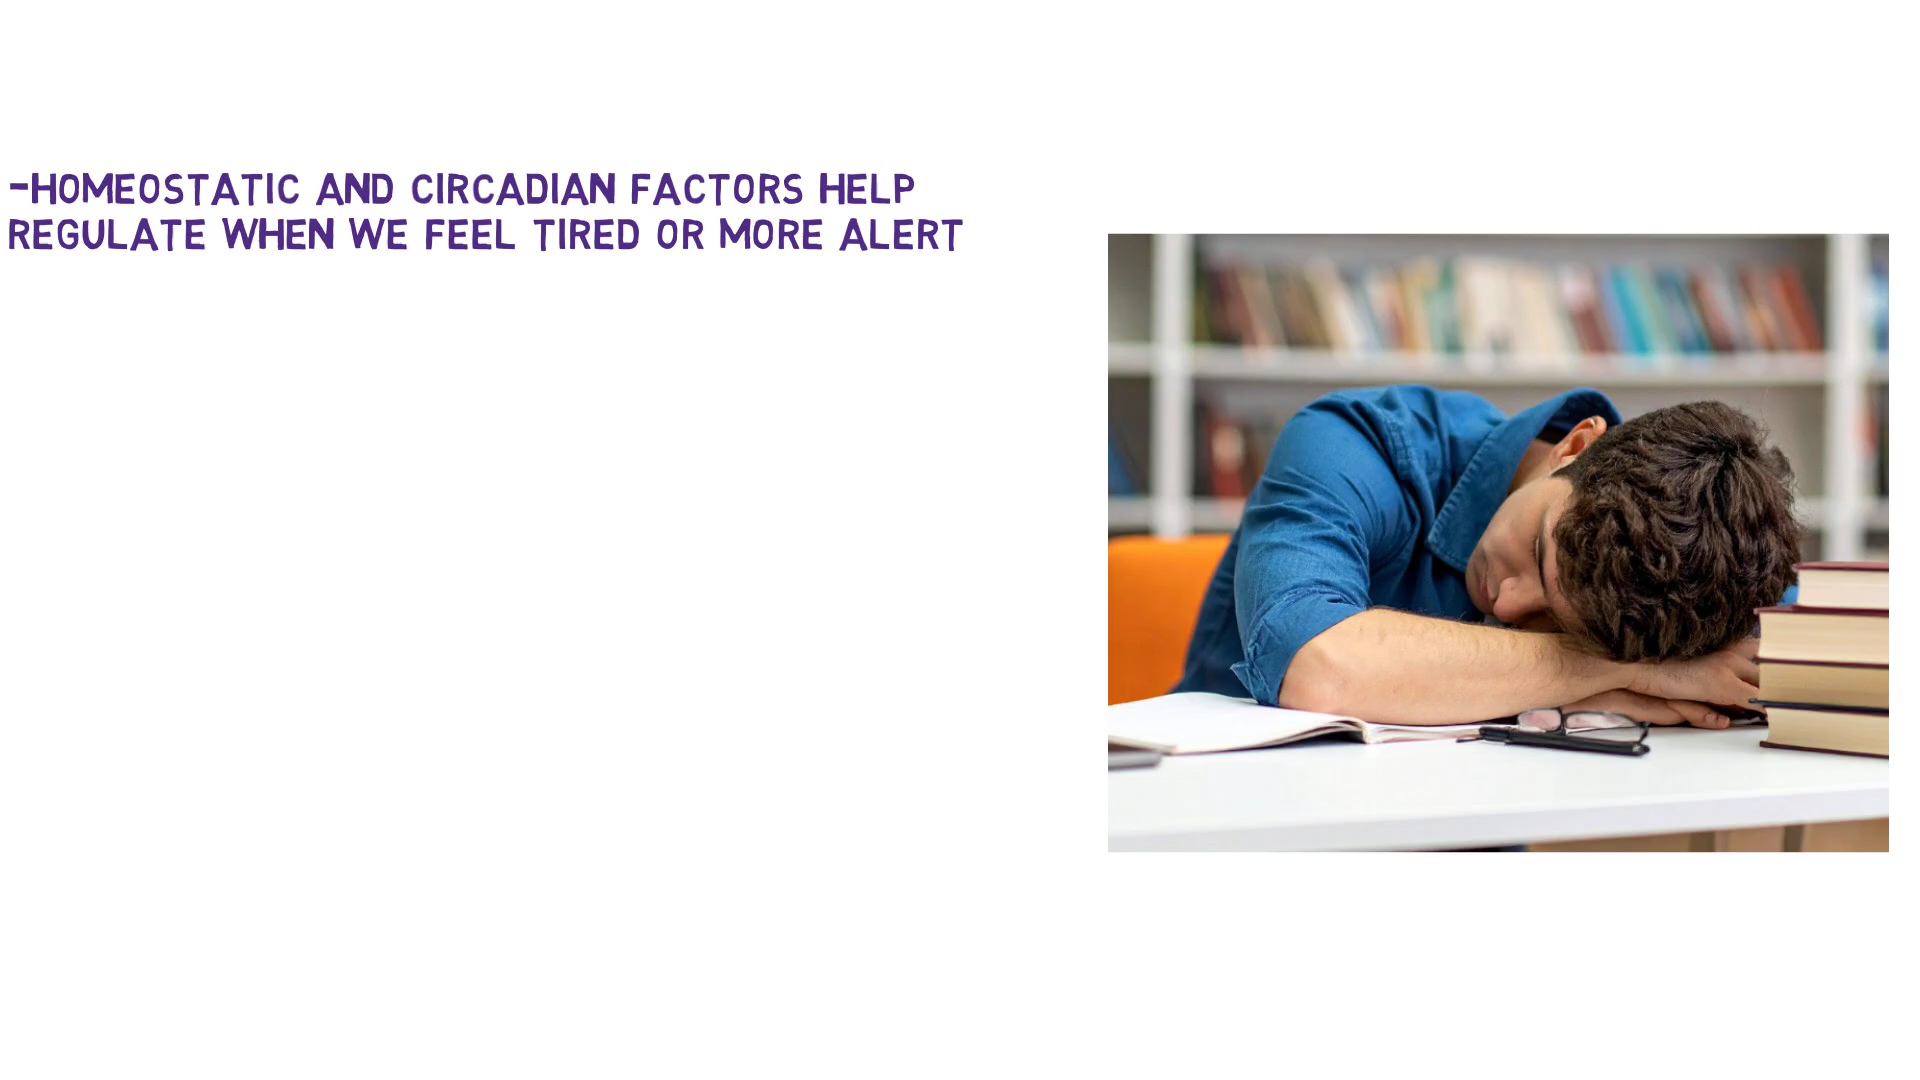 -HOMEOSTATIC AND CIRCADIAN FACTORS HELP
REGULATE WHEN WE FEEL TIRED OR MORE ALERT